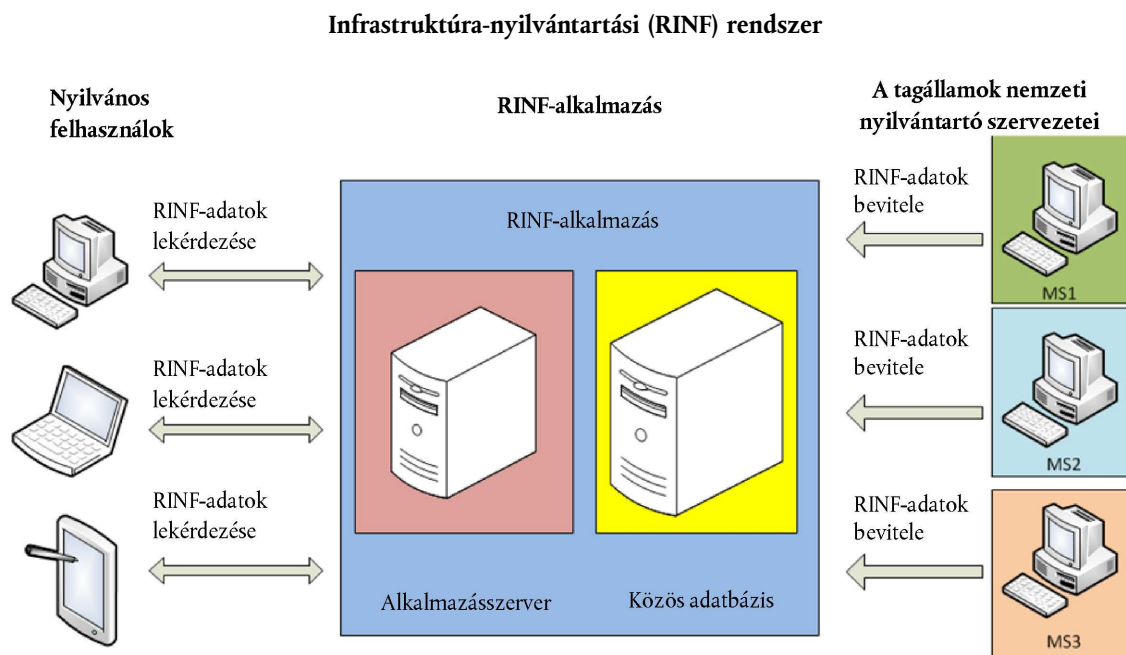 Infrastruktúra-nyilvántartási (RINF) rendszer
Nyilvános
felhasználok
RINF-alkalmazás
A tagállamok nemzeti
nyilvántartó szervezetei
RINF-adatok
lekérdezése
RINF-adatok
lekérdezése
RINF-adatok
lekérdezése
RINF-alkalmazás
Alkalmazásszerver
Közös adatbázis
RINF-adatok
bevitele
MS1
RINF-adatok
bevitele
MS2
RINF-adatok
bevitele
MS3